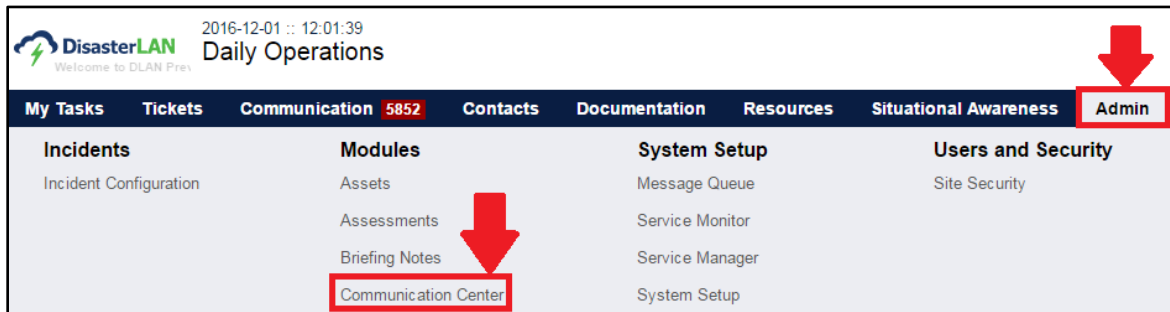 2016-12-01 :: 12:01:39
DisasterLAN
Daily Operations
Welcome to DLAN Prev
My Tasks Tickets Communication 5852 Contacts Documentation Resources Situational Awareness Admin
Incidents Modules System Setup Users and Security
Incident Configuration Assets Message Queue Site Security
Assessments Service Monitor
Briefing Notes Service Manager
Communication Center System Setup